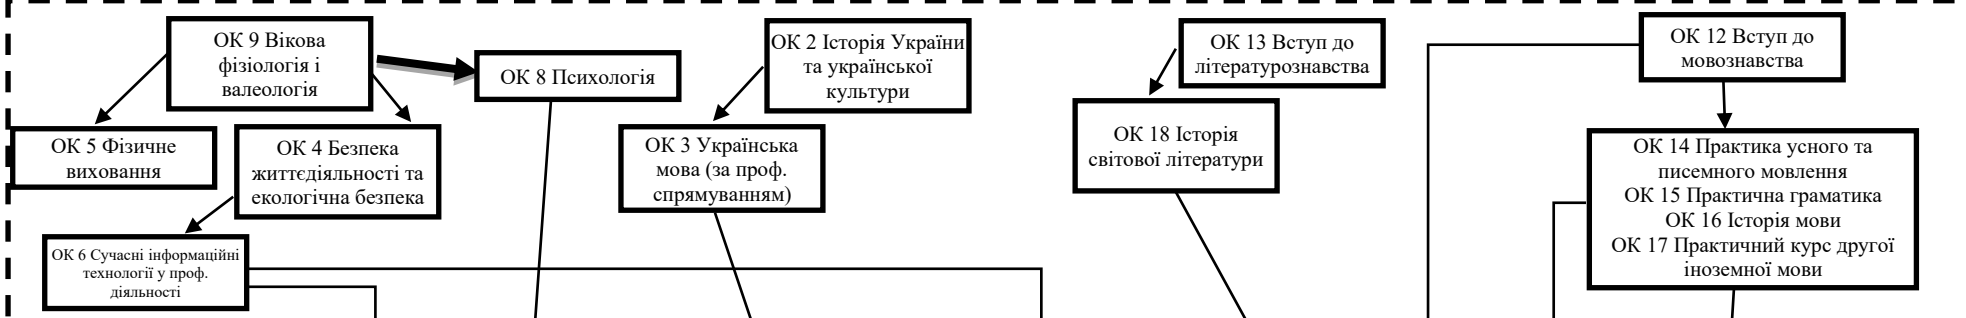 ОК 9 Вікова
фізіологія і
валеологія
ОК 8 Психологія
ОК 2 Історія України
та української
культури
ОК 13 Вступ до
літературознавства
ОК 12 Вступ до
мовознавства
ОК 5 Фізичне
виховання
ОК 4 Безпека
життєдіяльності та
екологічна безпека
ОК 3 Українська
мова (за проф.
спрямуванням)
ОК 18 Історія
світової літератури
ОК 14 Практика усного та
писемного мовлення
ОК 15 Практична граматика
ОК 16 Історія мови
ОК 17 Практичний курс другої
іноземної мови
ОК 6 Сучасні інформаційні
технології у проф.
діяльності